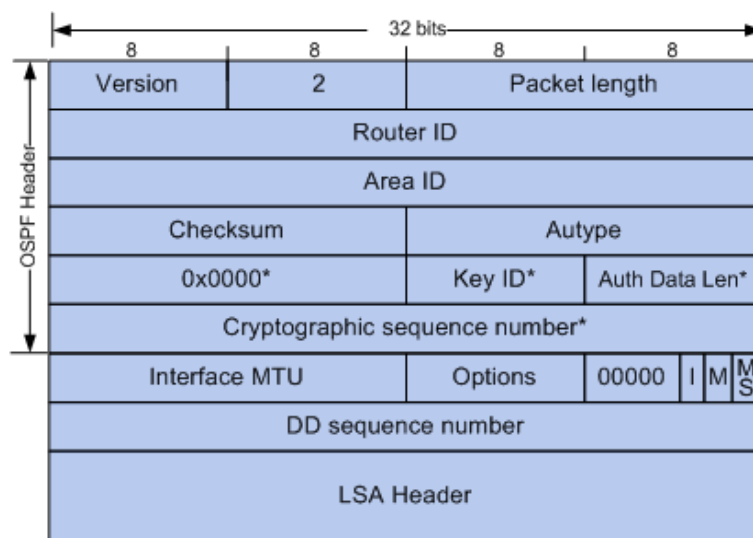 32 bits
8 8 8 8
Version 2 Packet length
Router ID
Area ID
Checksum Autype
0x0000* Key ID* Auth Data Len*
Cryptographic sequence number*
OSPF Header
Interface MTU Options 00000 I M MS
DD sequence number
LSA Header